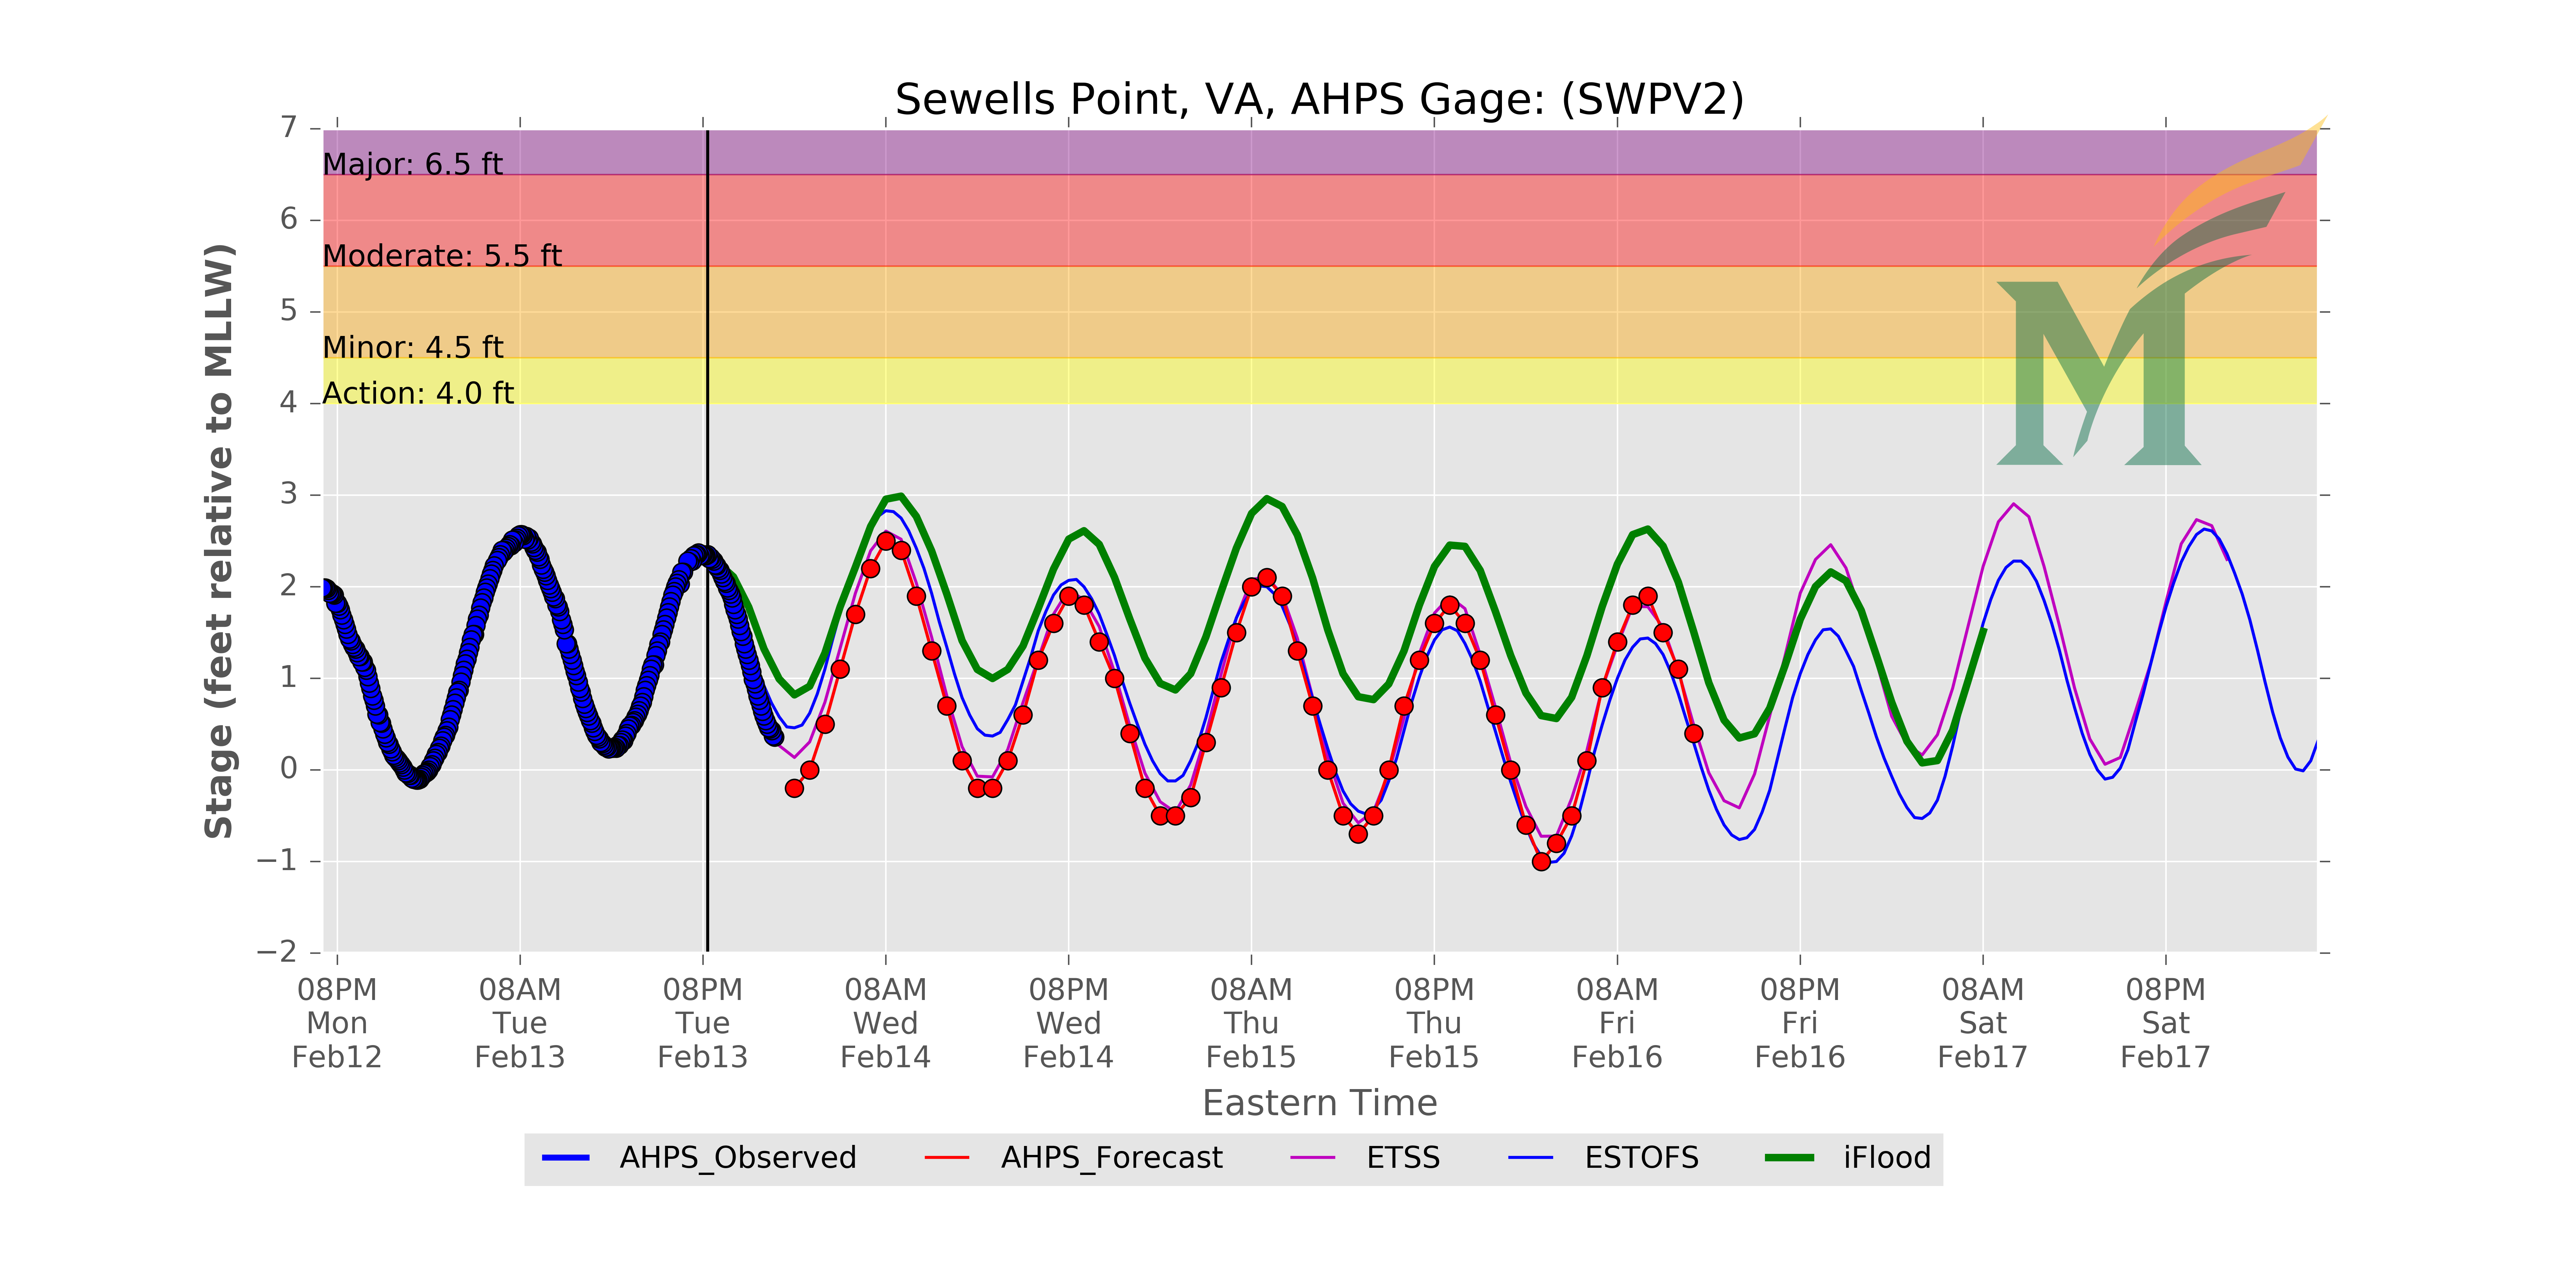 Sewells Point, VA, AHPS Gage: (SWPV2)
7
Major: 6.5 ft
6
Moderate: 5.5 ft
5
Minor: 4.5 ft
Action: 4.0 ft
4
3
2
1
0
−1
−2
Stage (feet relative to MLLW)
08PM 08AM 08PM 08AM 08PM 08AM 08PM 08AM 08PM 08AM 08PM
Mon Tue Tue Wed Wed Thu Thu Fri Fri Sat Sat
Feb12 Feb13 Feb13 Feb14 Feb14 Feb15 Feb15 Feb16 Feb16 Feb17 Feb17
Eastern Time
AHPS_Observed AHPS_Forecast ETSS ESTOFS iFlood
M